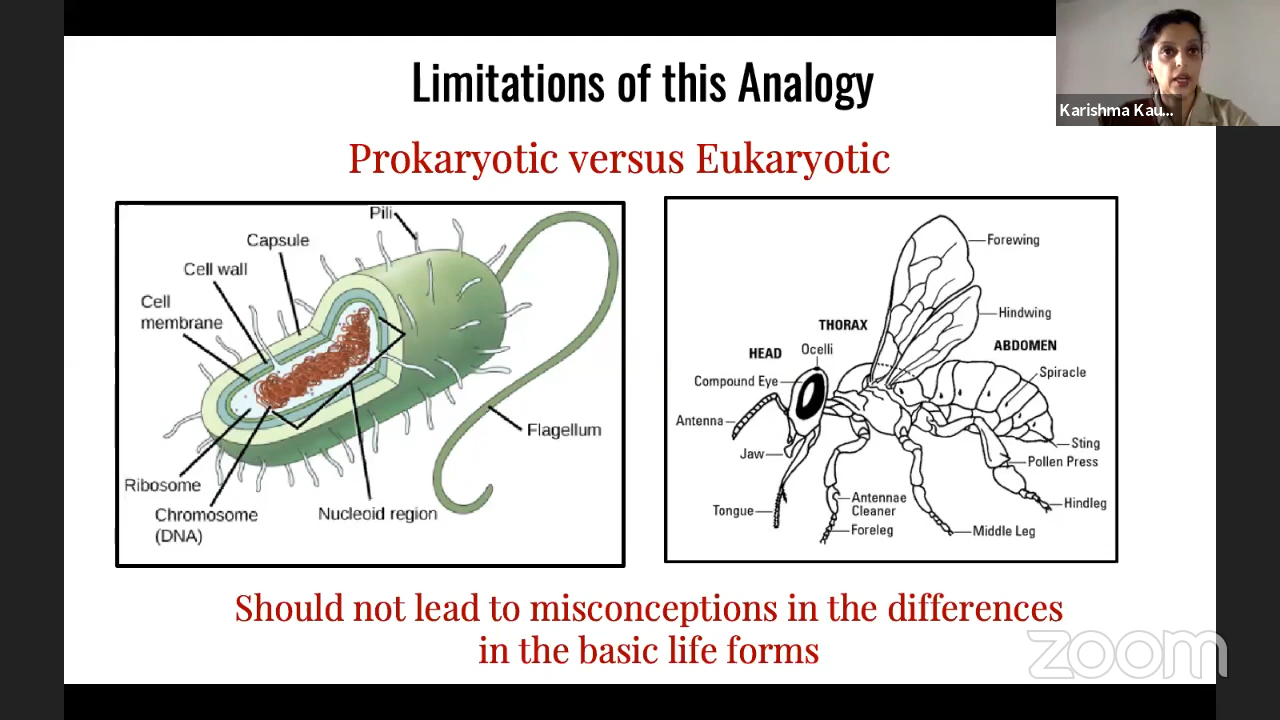 Limitations of this Analogy
Karishma Kau...
Prokaryotic versus Eukaryotic
Pili
Capsule
Cell wall
Cell
membrane
Ribosome
Chromosome
(DNA)
Nucleoid region
Flagellum
Forewing
Hindwing
THORAX
ABDOMEN
HEAD
Ocelli
Spiracle
Compound Eye
Antenna
Sting
Jaw
Pollen Press
Tongue
Antennae
Cleaner
Hindleg
Foreleg
Middle Leg
Should not lead to misconceptions in the differences
in the basic life forms
zoom